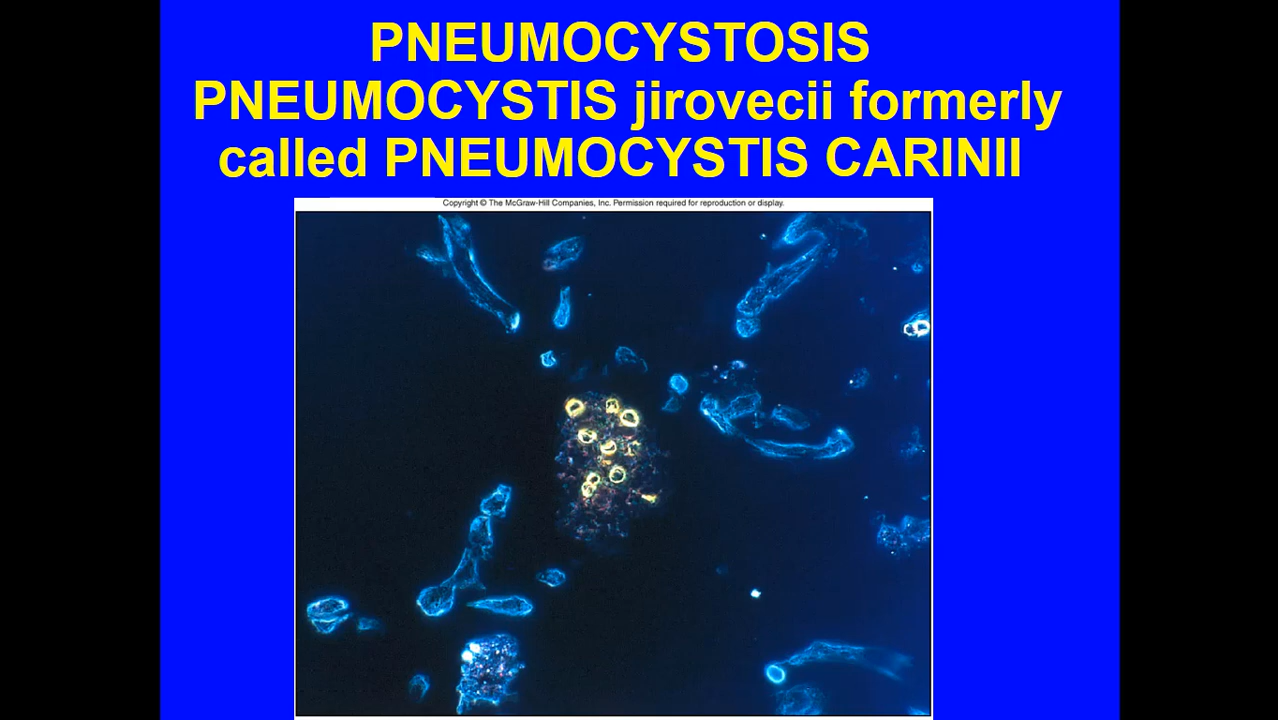 PNEUMOCYSTOSIS
PNEUMOCYSTIS jirovecii formerly
called PNEUMOCYSTIS CARINII
Copyright © The McGraw-Hill Companies, Inc. Permission required for reproduction or display.